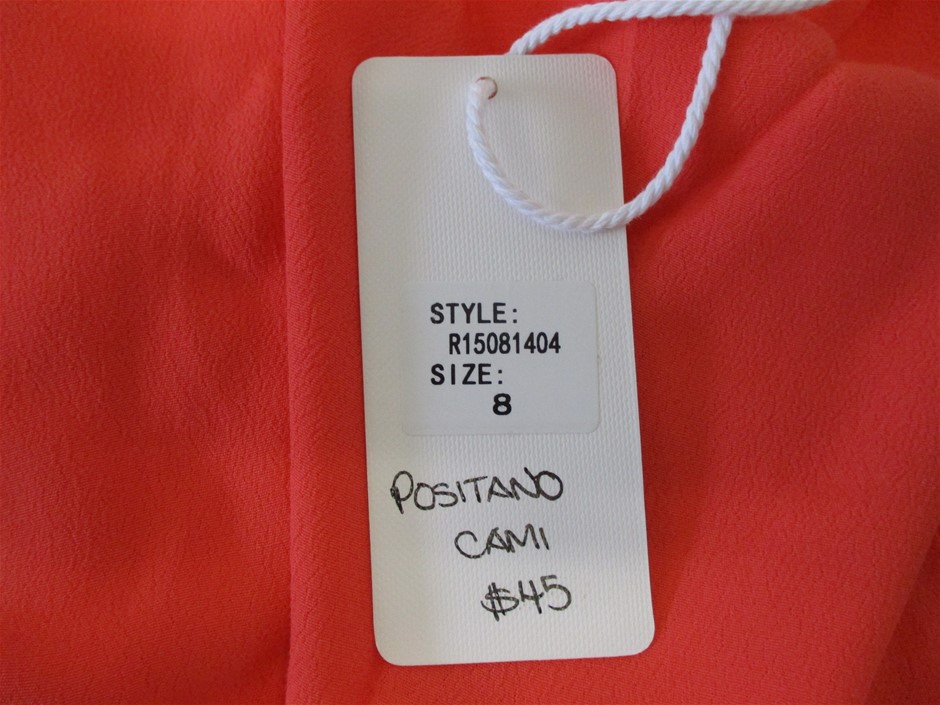 STYLE:
R15081404
SIZE:
8
POSITANO
CAMI
$45